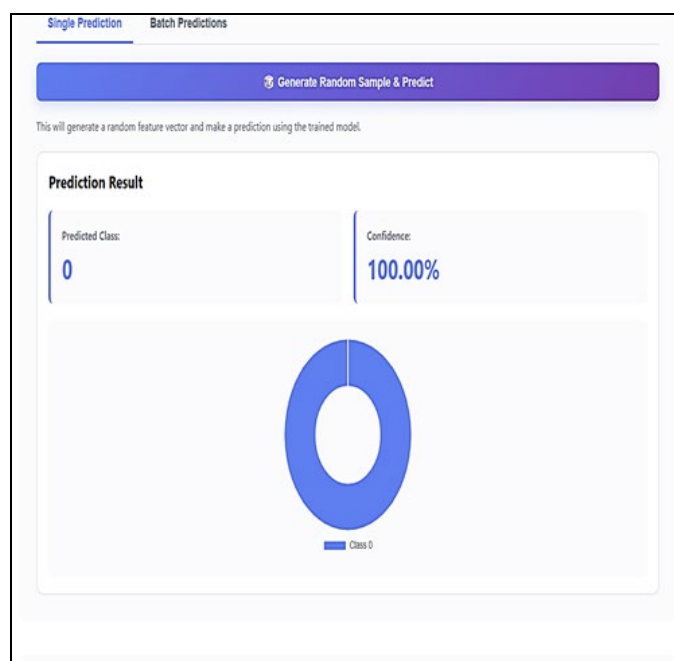 Single Prediction Batch Predictions
Generate Random Sample & Predict
This will generate a random feature vector and make a prediction using the trained model.
Prediction Result
Predicted Class: Confidence:
0 100.00%
Class 0